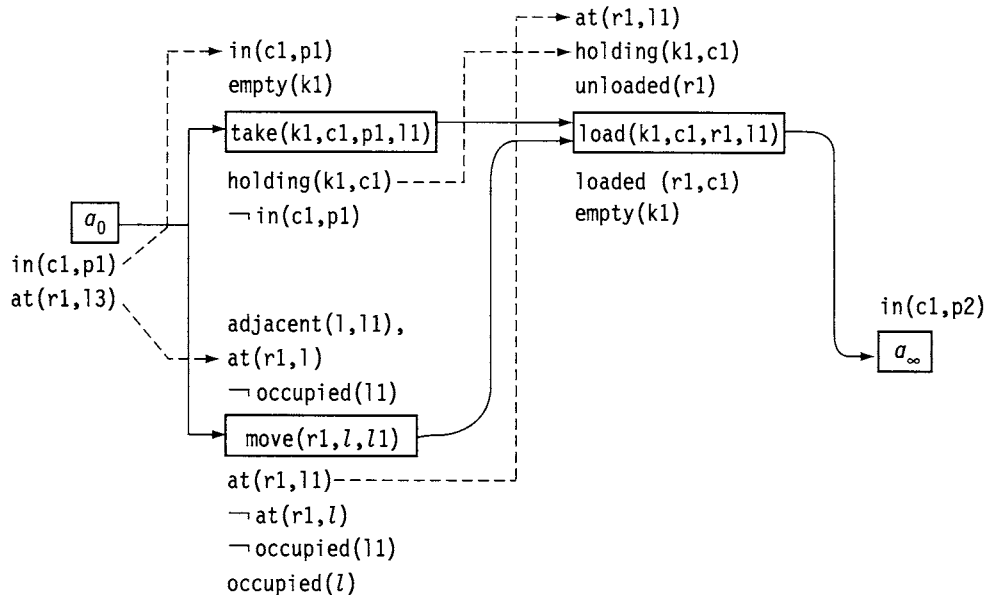 at(r1,l1)
in(c1,p1)
holding(k1,c1)
empty(k1)
unloaded(r1)
take(k1,c1,p1,l1)
load(k1,c1,r1,l1)
holding(k1,c1)
loaded (r1,c1)
¬in(c1,p1)
empty(k1)
a₀
in(c1,p1)
at(r1,l3)
adjacent(l,l1),
in(c1,p2)
at(r1,l)
a∞
¬occupied(l1)
move(r1,l,l1)
at(r1,l1)
¬at(r1,l)
¬occupied(l1)
occupied(l)